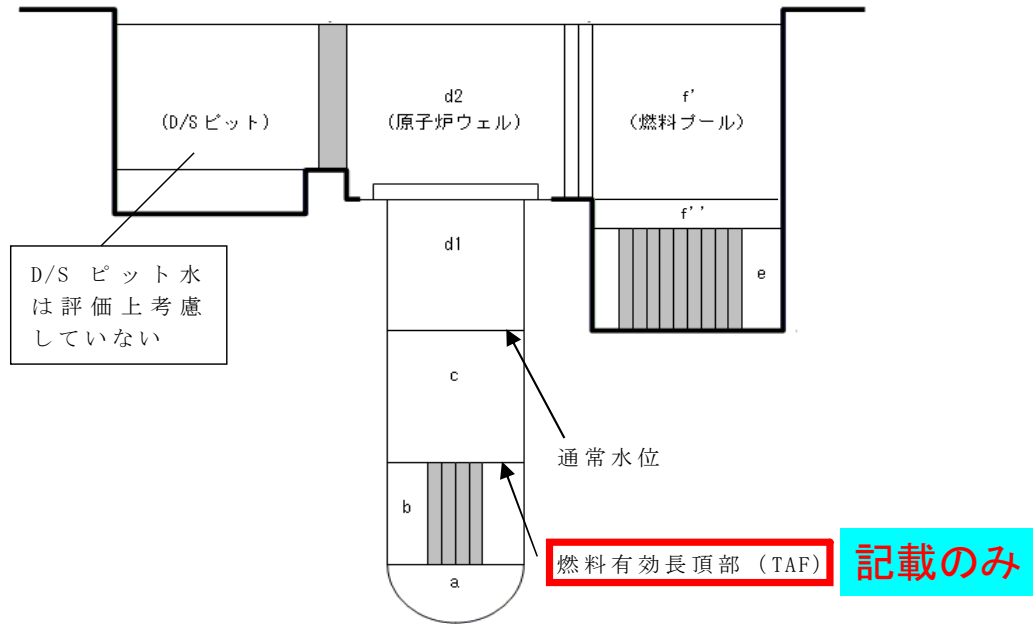 d2
(原子炉ウェル)
(D/Sピット)
f'
(燃料プール)
f''
e
d1
D/S ピット水
は評価上考慮
していない
c
通常水位
b
燃料有効長頂部 (TAF)
記載のみ
a